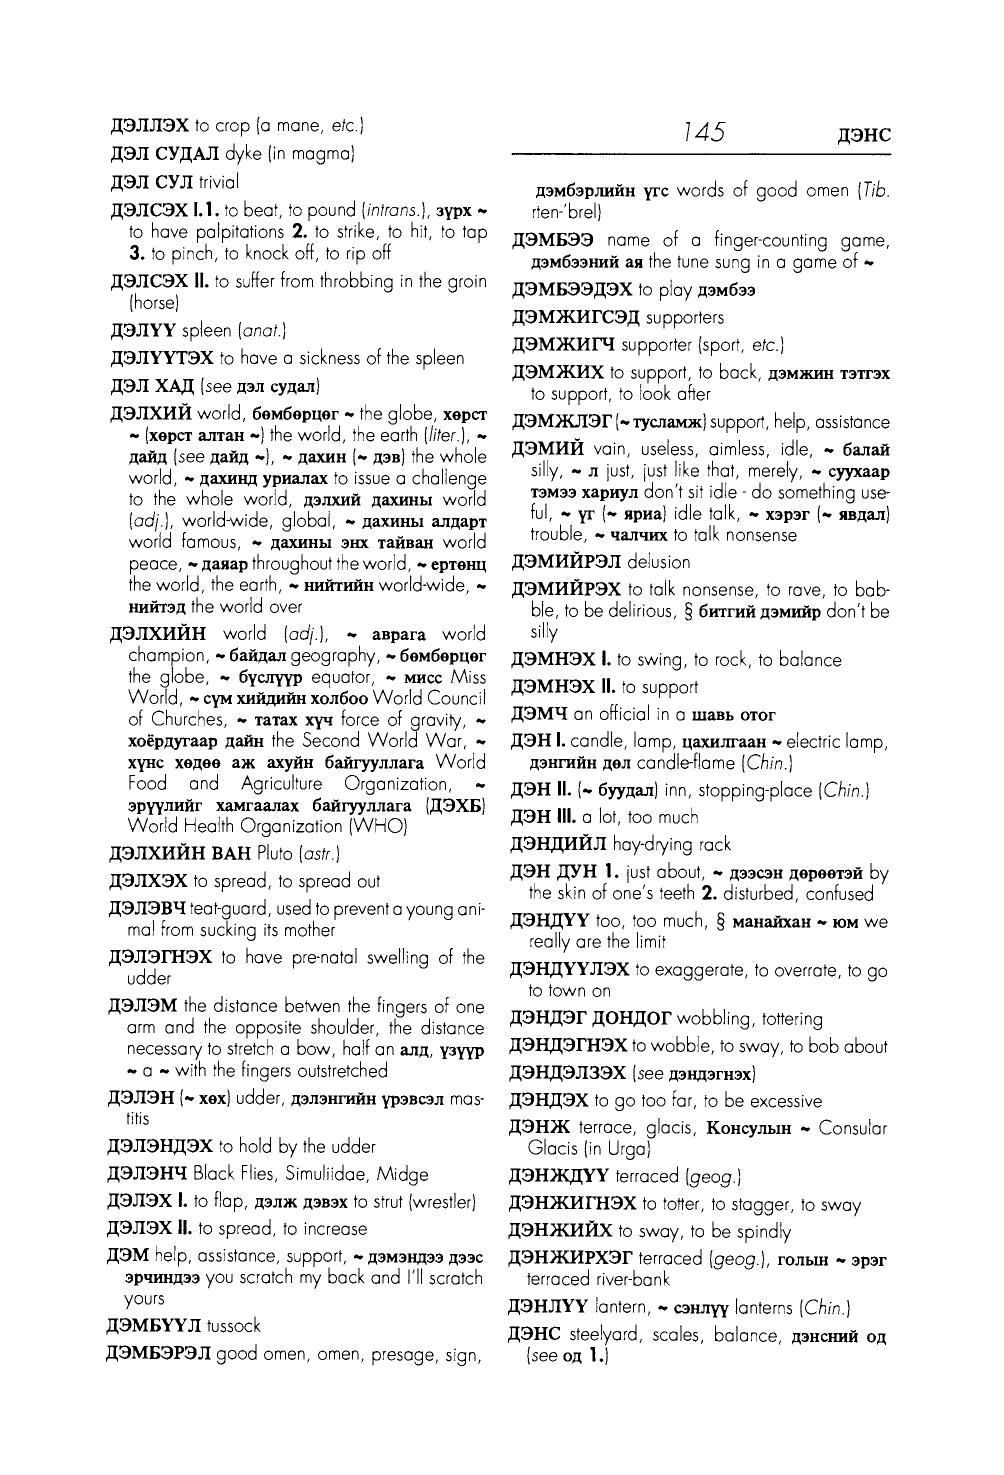 ДЭЛЛЭХ to crop (a mane, etc.)
ДЭЛ СУДАЛ dyke (in magma)
ДЭЛ СУЛ trivial
ДЭЛСЭХ I.1. to beat, to pound (intrans.), зүрх ~
to have palpitations 2. to strike, to hit, to tap
3. to pinch, to knock off, to rip off
ДЭЛСЭХ II. to suffer from throbbing in the groin
(horse)
ДЭЛҮҮ spleen (anat.)
ДЭЛҮҮТЭХ to have a sickness of the spleen
ДЭЛ ХАД (see дэл судал)
ДЭЛХИЙ world, бөмбөрцөг ~ the globe, хөрст
~ (хөрст алтан ~) the world, the earth (liter.), ~
дайд (see дайд ~), ~ дахин (~ дэв) the whole
world, ~ дахинд уриалах to issue a challenge
to the whole world, дэлхий дахины world
(adj.), world-wide, global, ~ дахины алдарт
world famous, ~ дахины энх тайван world
peace, ~ даяар throughout the world, ~ ертөнц
the world, the earth, ~ нийтийн world-wide, ~
нийтэд the world over
ДЭЛХИЙН world (adj.), ~ аврага world
champion, ~ байдал geography, ~ бөмбөрцөг
the globe, ~ бүслүүр equator, ~ мисс Miss
World, ~ сүм хийдийн холбоо World Council
of Churches, ~ татах хүч force of gravity, ~
хоёрдугаар дайн the Second World War, ~
хүнс хөдөө аж ахуйн байгууллага World
Food and Agriculture Organization, ~
эрүүлийг хамгаалах байгууллага (ДЭХБ)
World Health Organization (WHO)
ДЭЛХИЙН ВАН Pluto (astr.)
ДЭЛХЭХ to spread, to spread out
ДЭЛЭВЧ teat-guard, used to prevent a young ani-
mal from sucking its mother
ДЭЛЭГНЭХ to have pre-natal swelling of the
udder
ДЭЛЭМ the distance betwen the fingers of one
arm and the opposite shoulder, the distance
necessary to stretch a bow, half an алд, үзүүр
~ a ~ with the fingers outstretched
ДЭЛЭН (~ хөх) udder, дэлэнгийн үрэвсэл mas-
titis
ДЭЛЭНДЭХ to hold by the udder
ДЭЛЭНЧ Black Flies, Simuliidae, Midge
ДЭЛЭХ I. to flap, дэлж дэвэх to strut (wrestler)
ДЭЛЭХ II. to spread, to increase
ДЭМ help, assistance, support, ~ дэмэндээ дээс
эрчиндээ you scratch my back and I'll scratch
yours
ДЭМБҮҮЛ tussock
ДЭМБЭРЭЛ good omen, omen, presage, sign,
145 ДЭНС
дэмбэрлийн үгс words of good omen (Tib.
rten-'brel)
ДЭМБЭЭ name of a finger-counting game,
дэмбээний ая the tune sung in a game of ~
ДЭМБЭЭДЭХ to play дэмбээ
ДЭМЖИГСЭД supporters
ДЭМЖИГЧ supporter (sport, etc.)
ДЭМЖИХ to support, to back, дэмжин тэтгэх
to support, to look after
ДЭМЖЛЭГ (~ тусламж) support, help, assistance
ДЭМИЙ vain, useless, aimless, idle, ~ балай
silly, ~ л just, just like that, merely, ~ суухаар
тэмээ хариул don't sit idle - do something use-
ful, ~ үг (~ яриа) idle talk, ~ хэрэг (~ явдал)
trouble, ~ чалчих to talk nonsense
ДЭМИЙРЭЛ delusion
ДЭМИЙРЭХ to talk nonsense, to rave, to bab-
ble, to be delirious, § битгий дэмийр don't be
silly
ДЭМНЭХ I. to swing, to rock, to balance
ДЭМНЭХ II. to support
ДЭМЧ an official in a шавь отог
ДЭН I. candle, lamp, цахилгаан ~ electric lamp,
дэнгийн дөл candle-flame (Chin.)
ДЭН II. (~ буудал) inn, stopping-place (Chin.)
ДЭН III. a lot, too much
ДЭНДИЙЛ hay-drying rack
ДЭН ДУН 1. just about, ~ дээсэн дөрөөтэй by
the skin of one's teeth 2. disturbed, confused
ДЭНДҮҮ too, too much, § манайхан ~ юм we
really are the limit
ДЭНДҮҮЛЭХ to exaggerate, to overrate, to go
to town on
ДЭНДЭГ ДОНДОГ wobbling, tottering
ДЭНДЭГНЭХ to wobble, to sway, to bob about
ДЭНДЭЛЗЭХ (see дэндэгнэх)
ДЭНДЭХ to go too far, to be excessive
ДЭНЖ terrace, glacis, Консулын ~ Consular
Glacis (in Urga)
ДЭНЖДҮҮ terraced (geog.)
ДЭНЖИГНЭХ to totter, to stagger, to sway
ДЭНЖИЙХ to sway, to be spindly
ДЭНЖИРХЭГ terraced (geog.), голын ~ эрэг
terraced river-bank
ДЭНЛҮҮ lantern, ~ сэнлүү lanterns (Chin.)
ДЭНС steelyard, scales, balance, дэнсний од
(see од 1.)